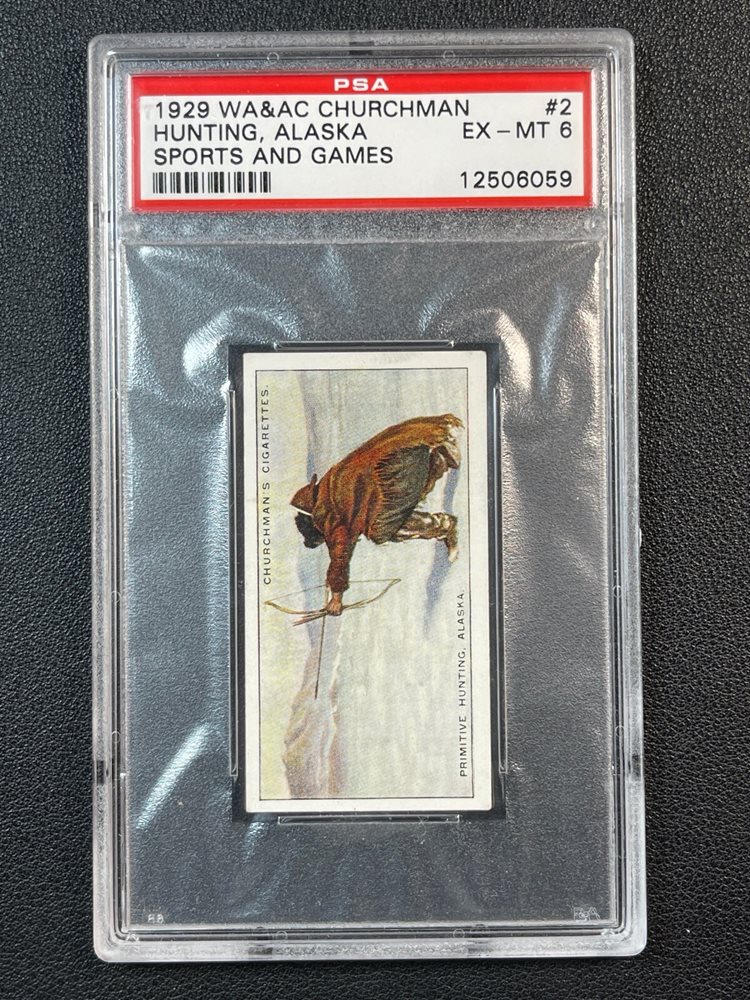 PSA
1929 WA&AC CHURCHMAN #2
HUNTING, ALASKA EX - MT 6
SPORTS AND GAMES
12506059
CHURCHMAN'S CIGARETTES.
PRIMITIVE HUNTING, ALASKA.
PSA